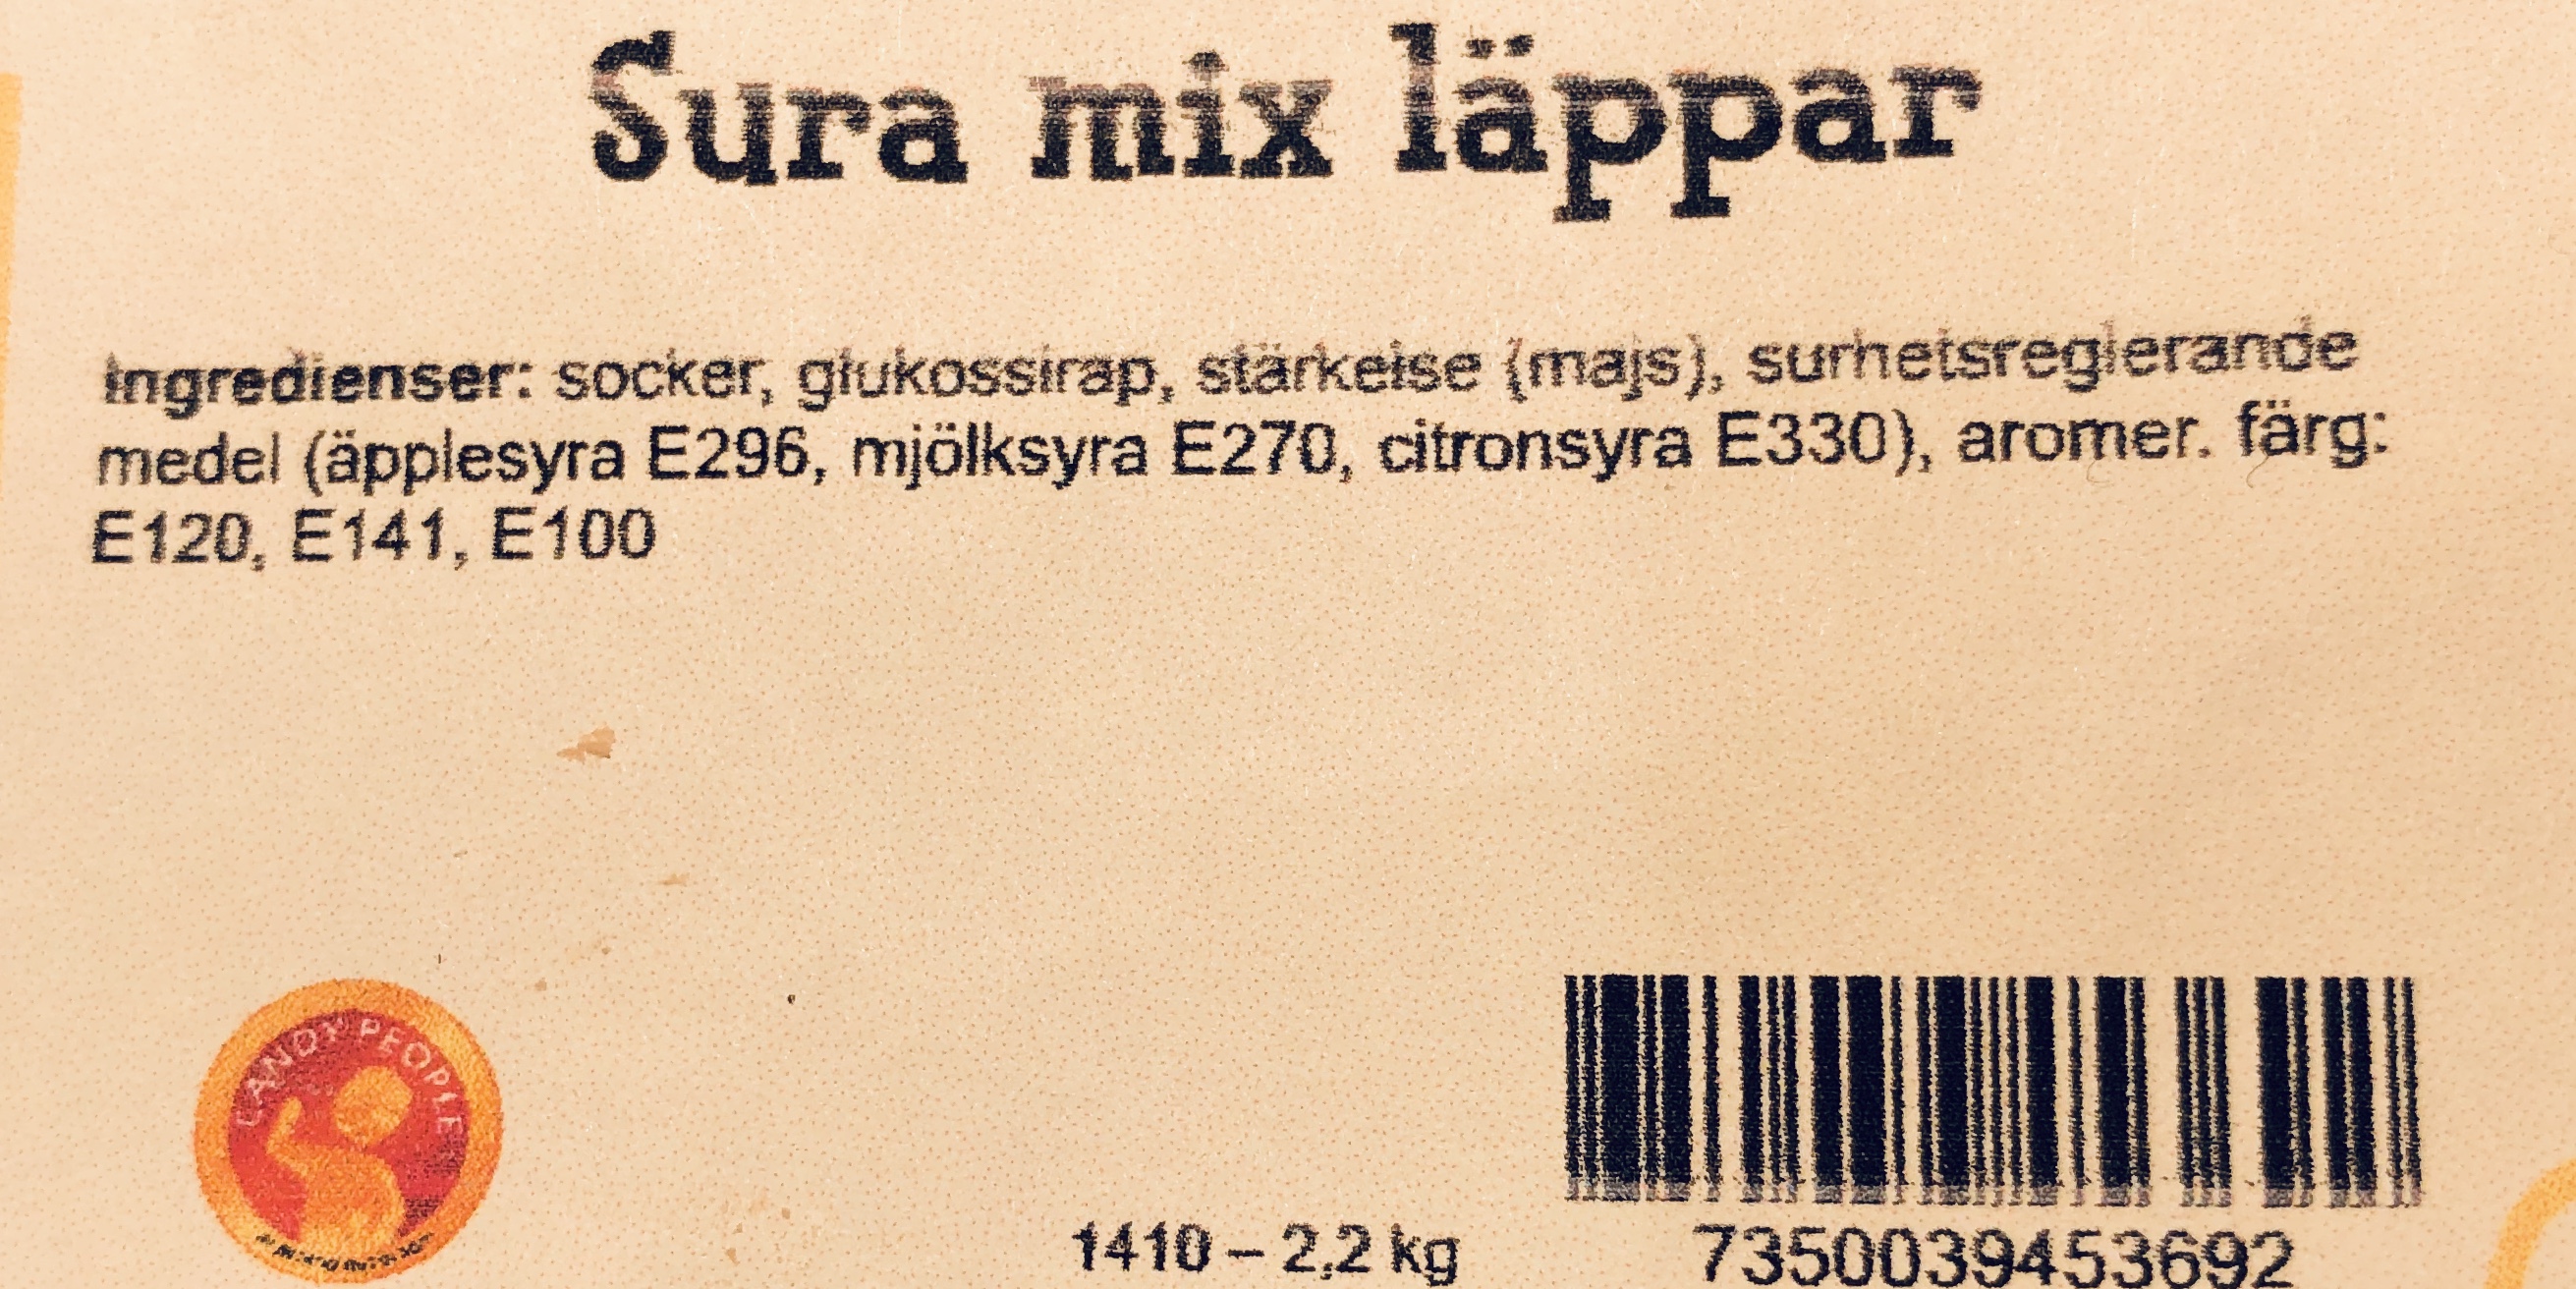 Sura mix läppar
Ingredienser: socker, glukossirap, stärkelse (majs), surhetsreglerande
medel (äpplesyra E296, mjölksyra E270, citronsyra E330), aromer. färg:
E120, E141, E100
CANDY PEOPLE
1410 – 2,2 kg
7350039453692